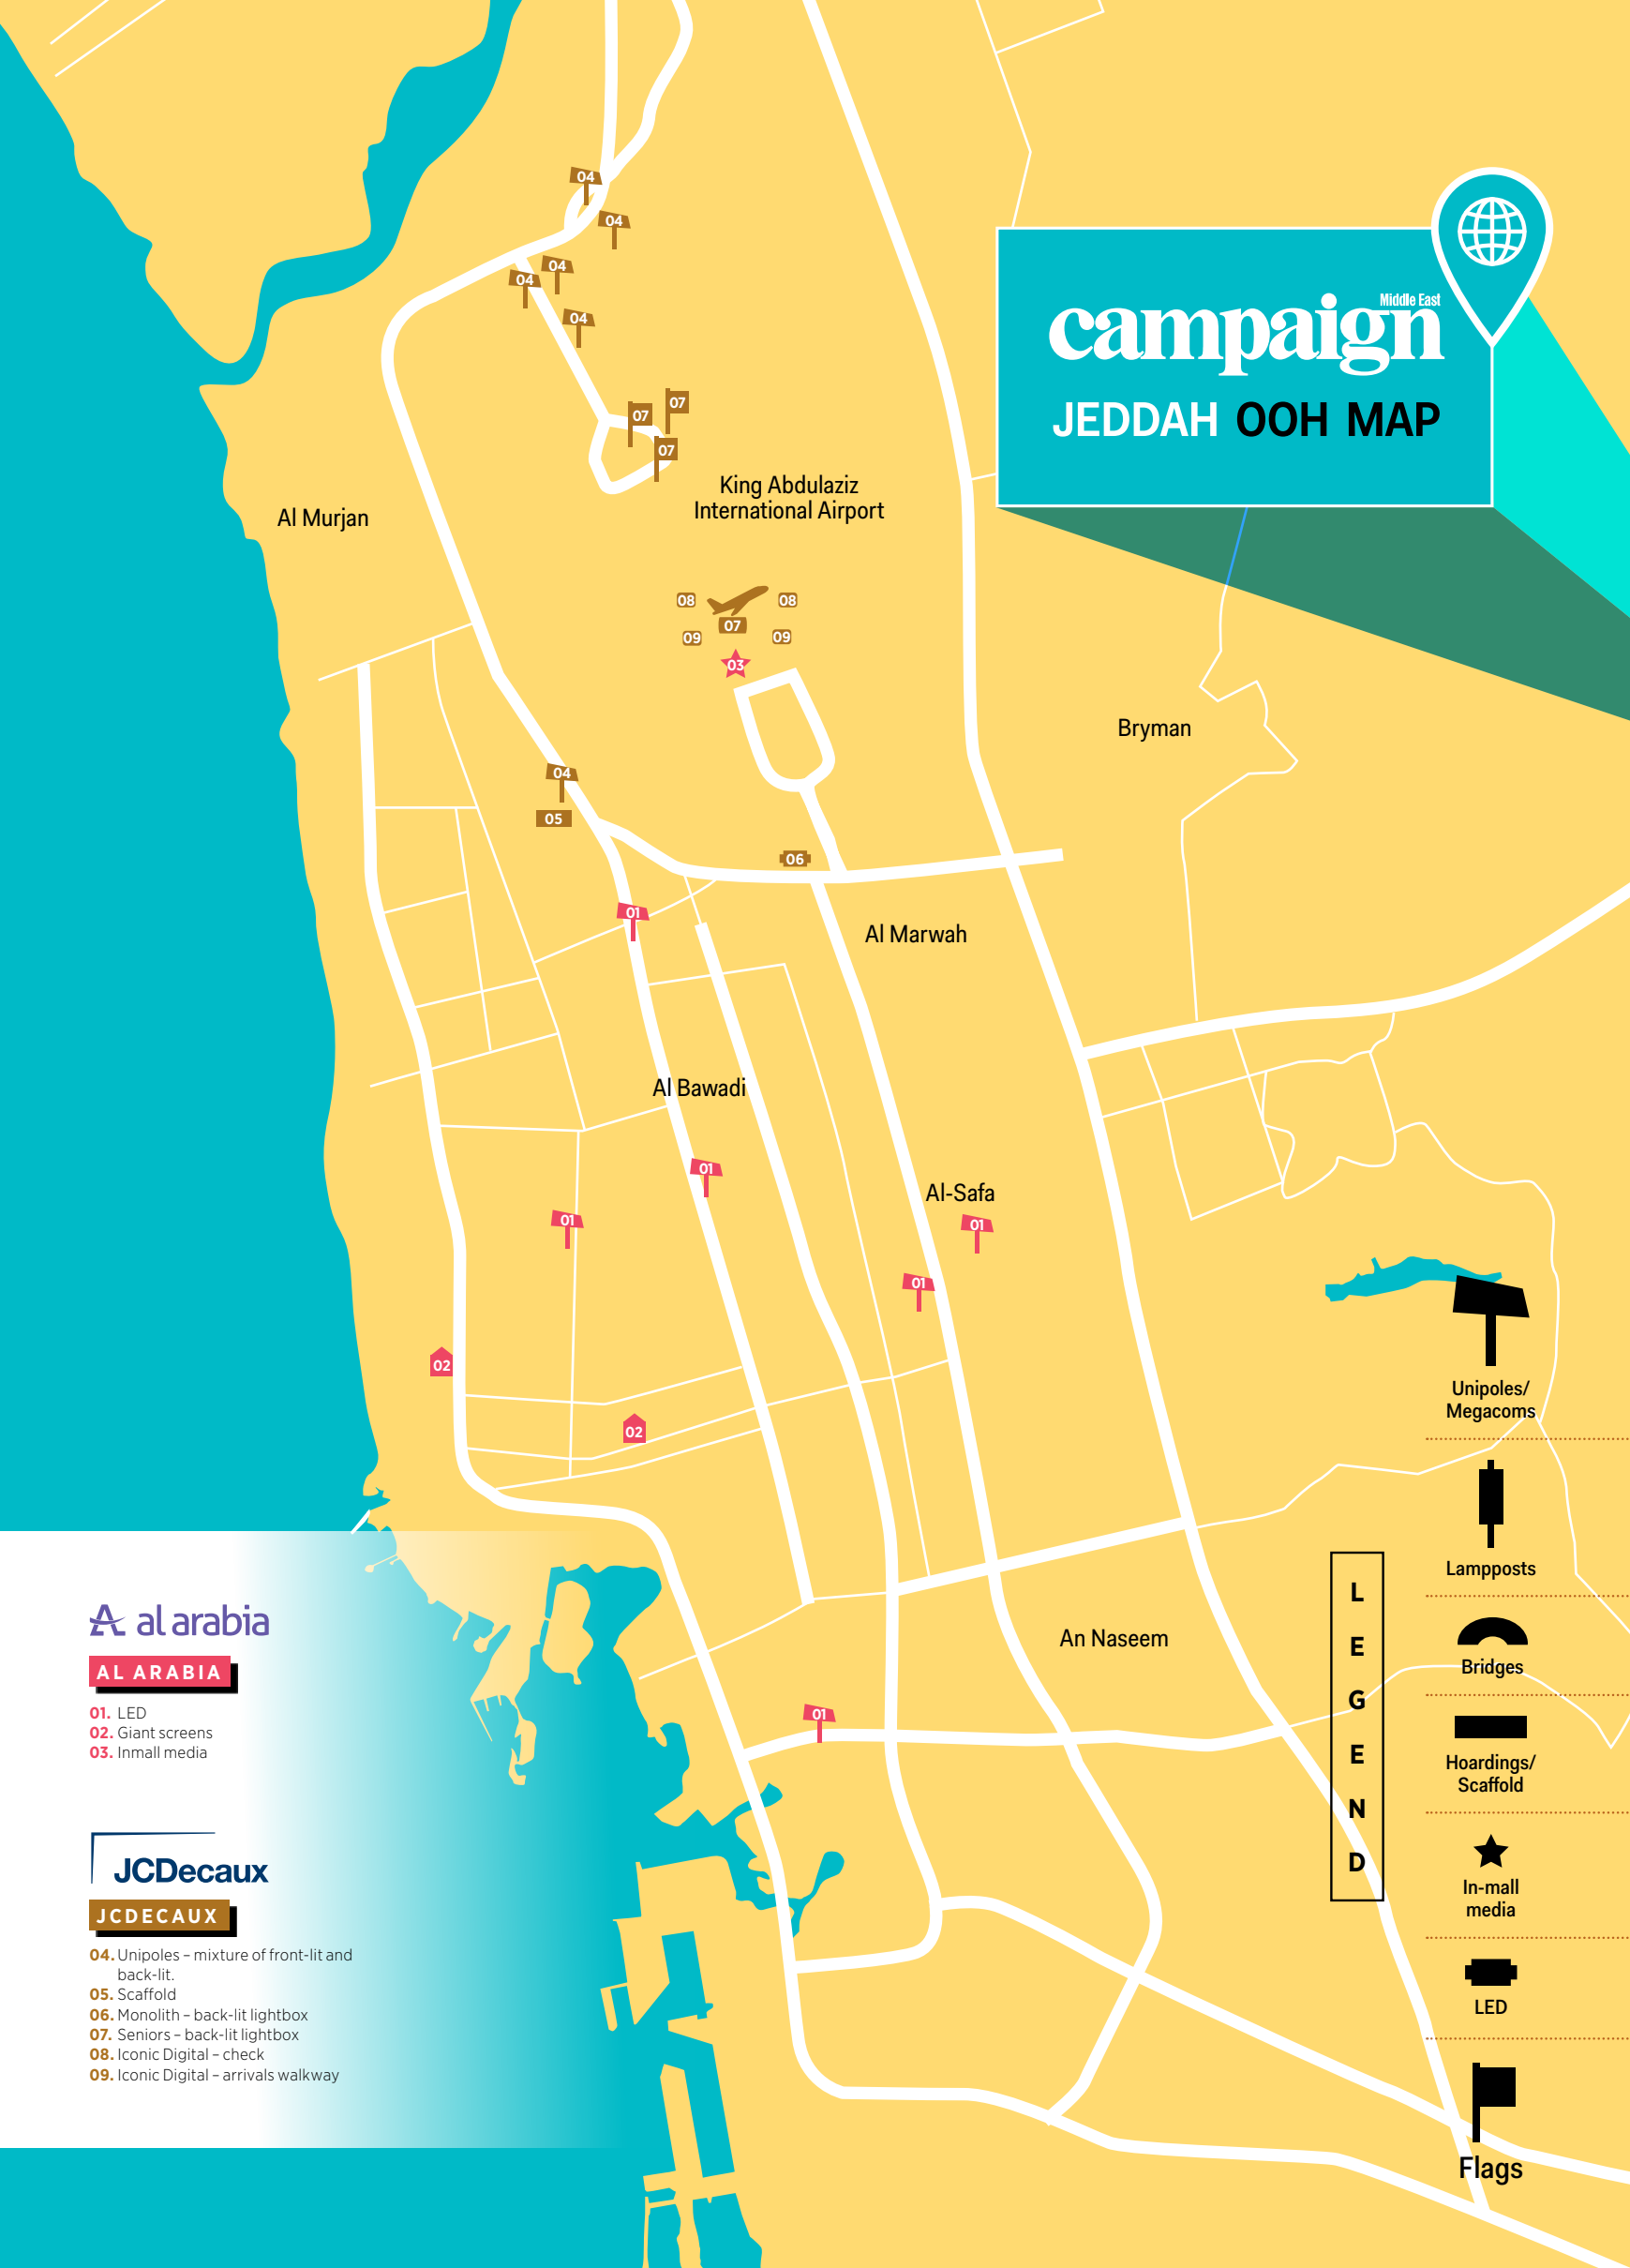 Middle East
campaign
JEDDAH OOH MAP
04
04
04
04
04
07
07
07
King Abdulaziz
International Airport
Al Murjan
08
08
07
09
09
03
Bryman
04
05
06
01
Al Marwah
Al Bawadi
01
Al-Safa
01
01
01
02
02
An Naseem
01
al arabia
AL ARABIA
01. LED
02. Giant screens
03. Inmall media
JCDecaux
JCDECAUX
04. Unipoles – mixture of front-lit and
back-lit.
05. Scaffold
06. Monolith – back-lit lightbox
07. Seniors – back-lit lightbox
08. Iconic Digital – check
09. Iconic Digital – arrivals walkway
LEGEND
Unipoles/
Megacoms
Lampposts
Bridges
Hoardings/
Scaffold
In-mall
media
LED
Flags